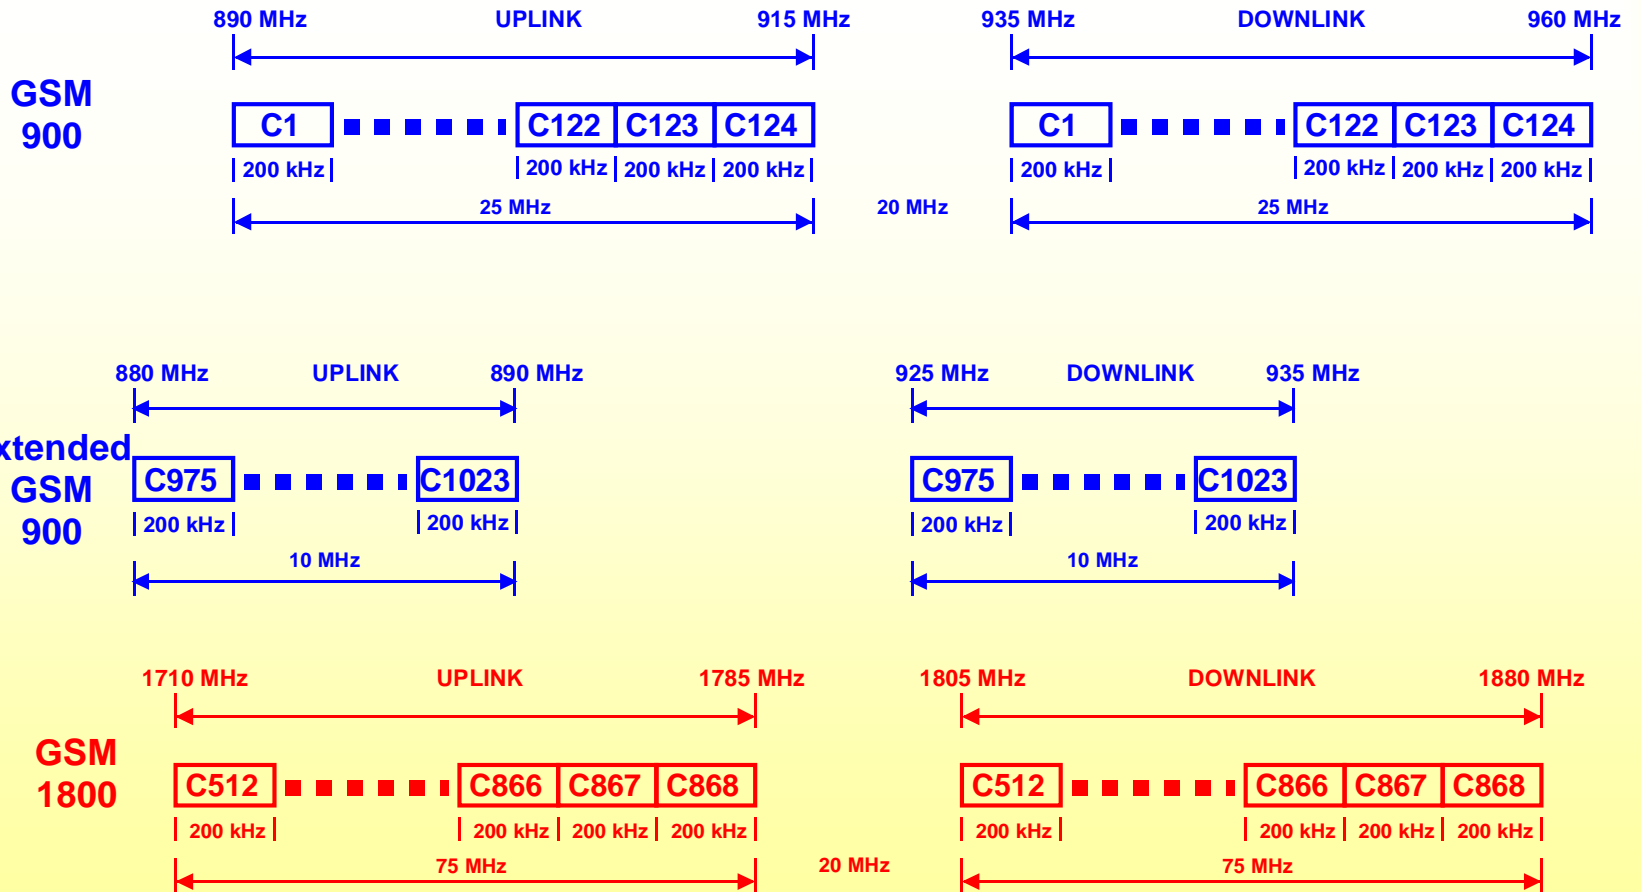 890 MHz UPLINK 915 MHz 935 MHz DOWNLINK 960 MHz
GSM
900
C1 C122 C123 C124 C1 C122 C123 C124
200 kHz 200 kHz 200 kHz 200 kHz 200 kHz 200 kHz 200 kHz 200 kHz
25 MHz 20 MHz 25 MHz
880 MHz UPLINK 890 MHz 925 MHz DOWNLINK 935 MHz
xtended
GSM
900
C975 C1023 C975 C1023
200 kHz 200 kHz 200 kHz 200 kHz
10 MHz 10 MHz
1710 MHz UPLINK 1785 MHz 1805 MHz DOWNLINK 1880 MHz
GSM
1800
C512 C866 C867 C868 C512 C866 C867 C868
200 kHz 200 kHz 200 kHz 200 kHz 200 kHz 200 kHz 200 kHz 200 kHz
75 MHz 20 MHz 75 MHz